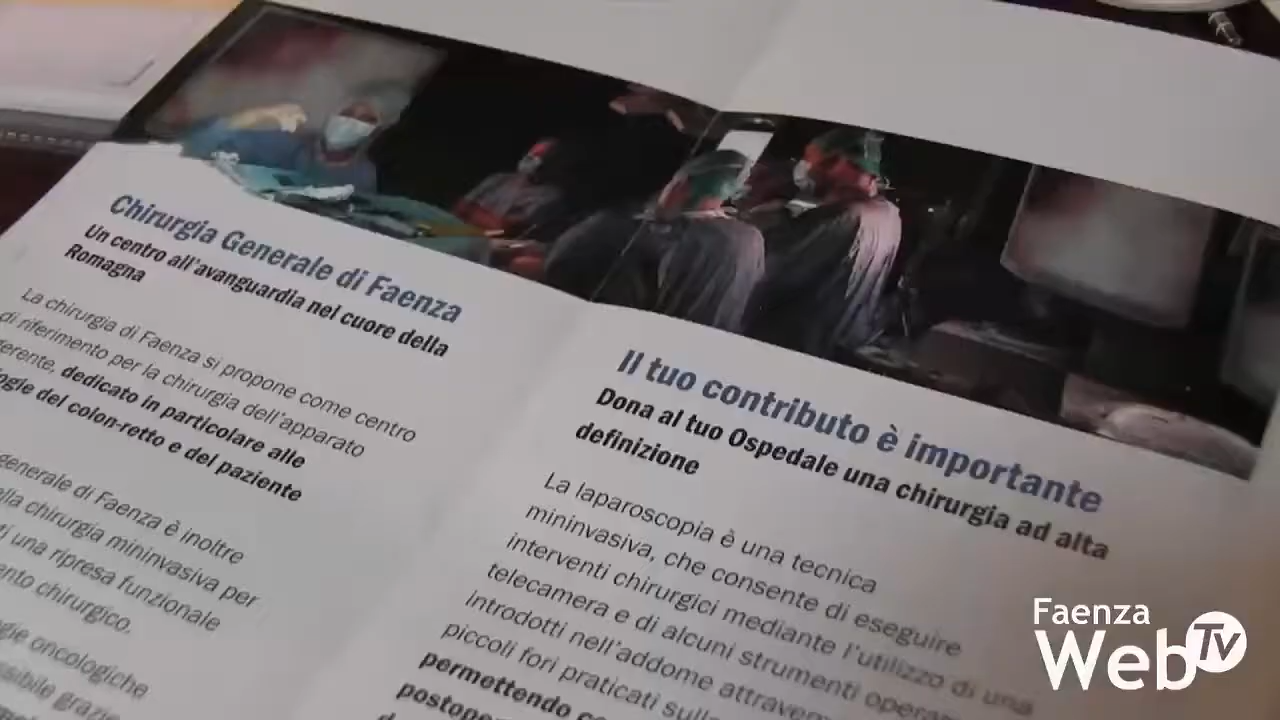 Chirurgia Generale di Faenza
Un centro all'avanguardia nel cuore della
Romagna
La chirurgia di Faenza si propone come centro
di riferimento per la chirurgia dell'apparato
dedicato in particolare alle
del colon-retto e del paziente
generale di Faenza è inoltre
chirurgia mininvasiva per
una ripresa funzionale
chirurgico.
oncologiche
Il tuo contributo è importante
Dona al tuo Ospedale una chirurgia ad alta
definizione
La laparoscopia è una tecnica
mininvasiva, che consente di eseguire
interventi chirurgici mediante l'utilizzo di una
telecamera e di alcuni strumenti
introdotti nell'addome
piccoli fori praticati
permettendo
Faenza
WebTV